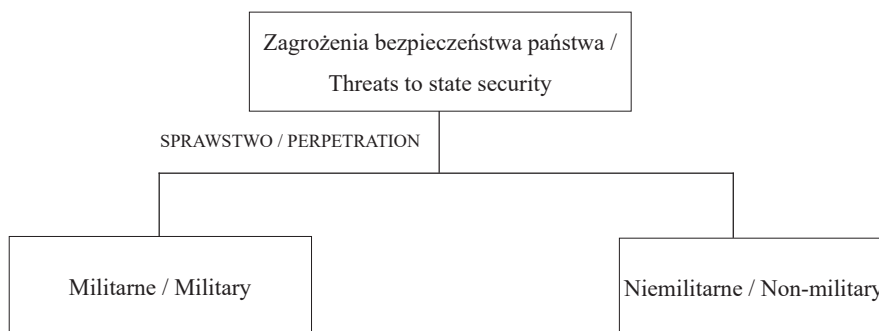 Zagrożenia bezpieczeństwa państwa /
Threats to state security
SPRAWSTWO / PERPETRATION
Militarne / Military
Niemilitarne / Non-military